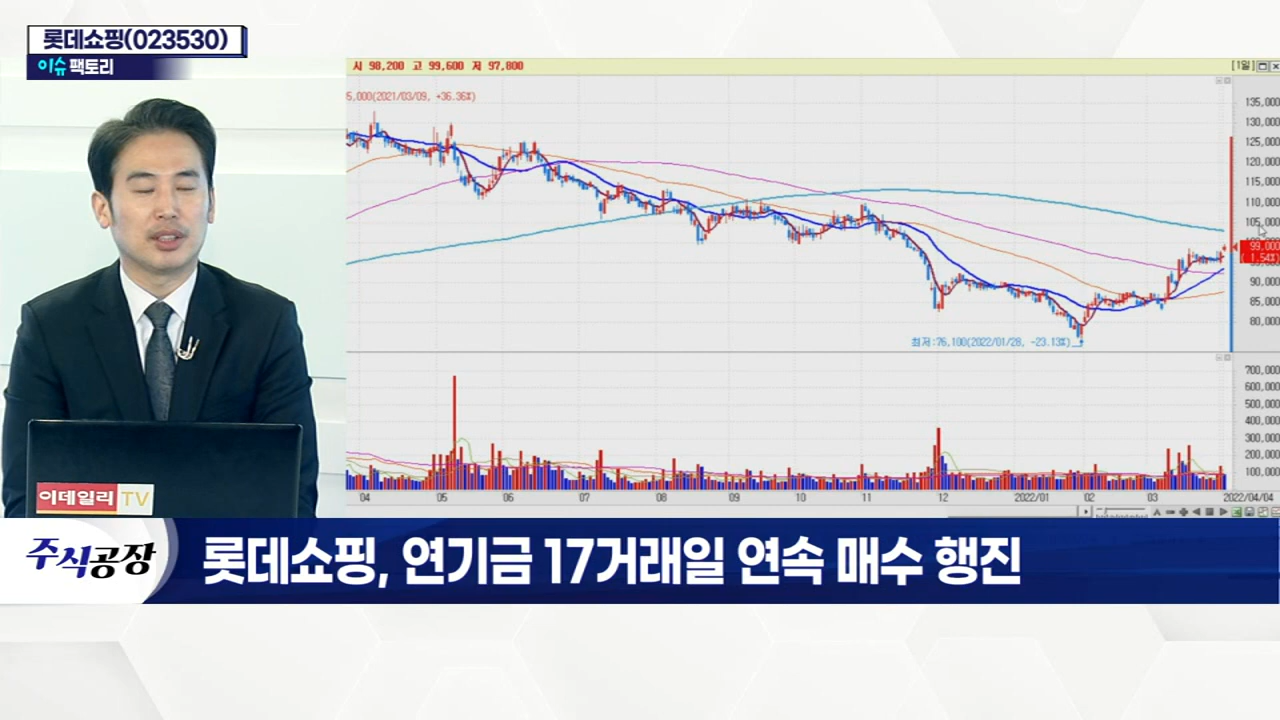 롯데쇼핑(023530)
이슈 팩토리
시 98,200 고 99,600 저 97,800
[1일]
5,000(2021/03/09, +36.36%)
135,000
130,000
125,000
120,000
115,000
110,000
105,000
99,000
( 1.54%)
90,000
85,000
80,000
최저:76,100(2022/01/28, -23.13%)
700,000
600,000
500,000
400,000
300,000
200,000
100,000
04 05 06 07 08 09 10 11 12 2022/01 02 03 2022/04/04
이데일리 TV
주식공장
롯데쇼핑, 연기금 17거래일 연속 매수 행진